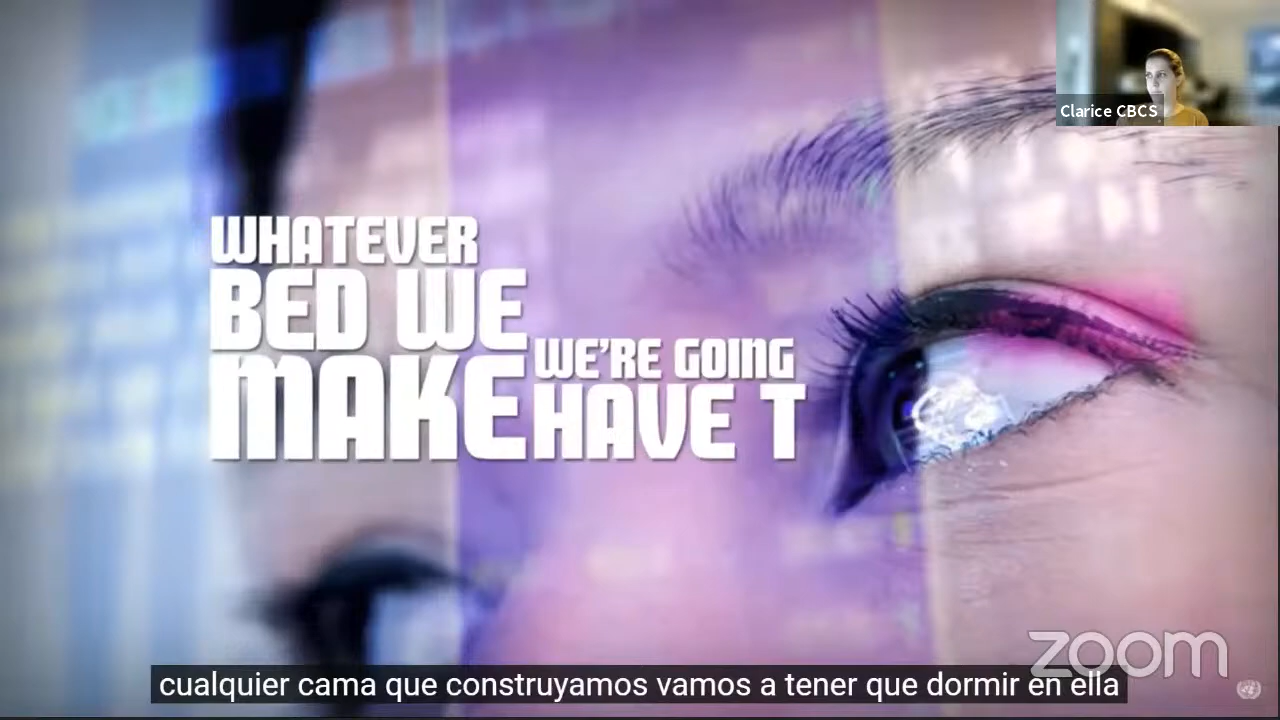 Clarice CBCS
WHATEVER
BED WE
MAKE
WE'RE GOING
HAVE T
zoom
cualquier cama que construyamos vamos a tener que dormir en ella